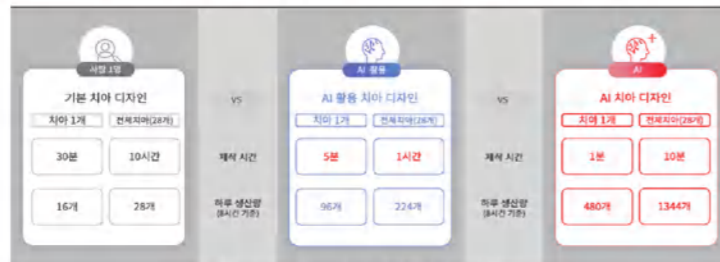 사람 1명
기본 치아 디자인
치아 1개 전체치아(28개)
30분 10시간
16개 28개
VS
제작 시간
하루 생산량
(8시간 기준)
AI 활용
AI 활용 치아 디자인
치아 1개 전체치아(28개)
5분 1시간
96개 224개
VS
제작 시간
하루 생산량
(8시간 기준)
AI
AI 치아 디자인
치아 1개 전체치아(28개)
1분 10분
480개 1344개